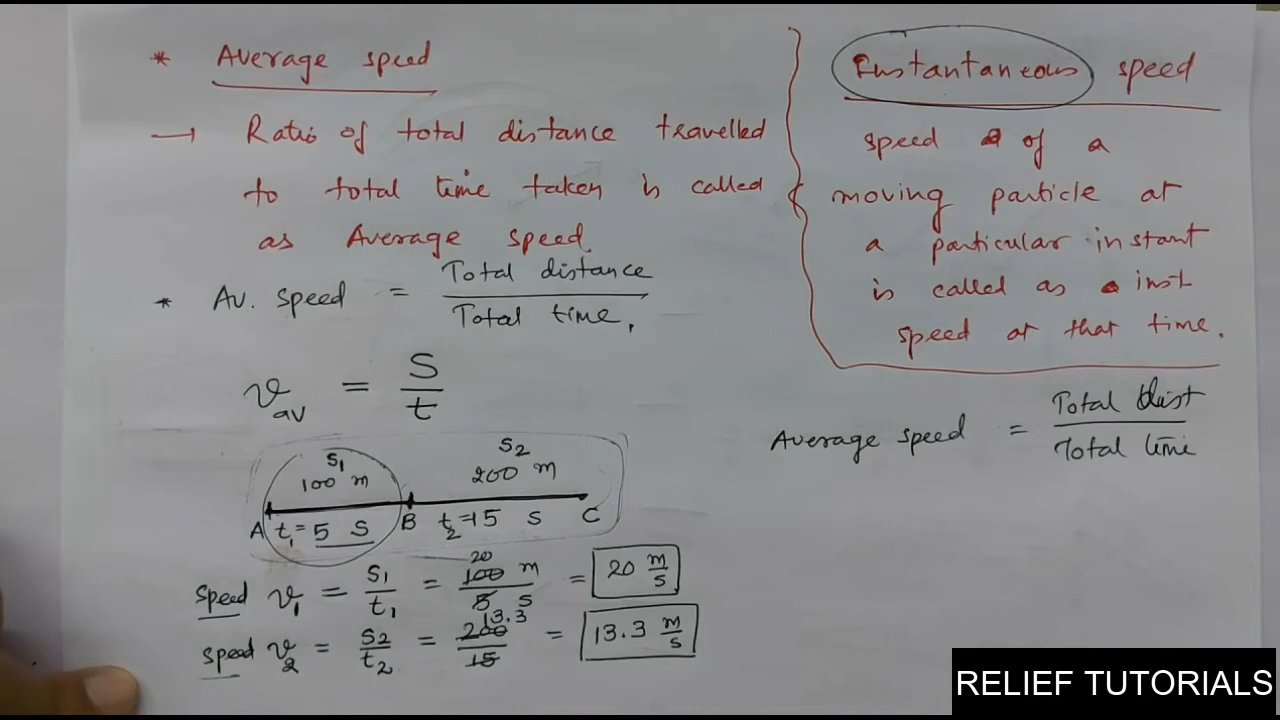 * Average speed
→ Ratio of total distance travelled
to total time taken is called
as Average speed.
* Av. speed = Total distance / Total time,
v_av = S / t
S1 S2
100 m 200 m
A t1 = 5 S B t2 = 15 S C
speed v1 = S1 / t1 = 20 100 m / 5 s = 20 m/s
speed v2 = S2 / t2 = 13.3 200 / 15 = 13.3 m/s
Instantaneous speed
speed of a
moving particle at
a particular instant
is called as inst
speed at that time.
Average speed = Total dist / Total time
RELIEF TUTORIALS